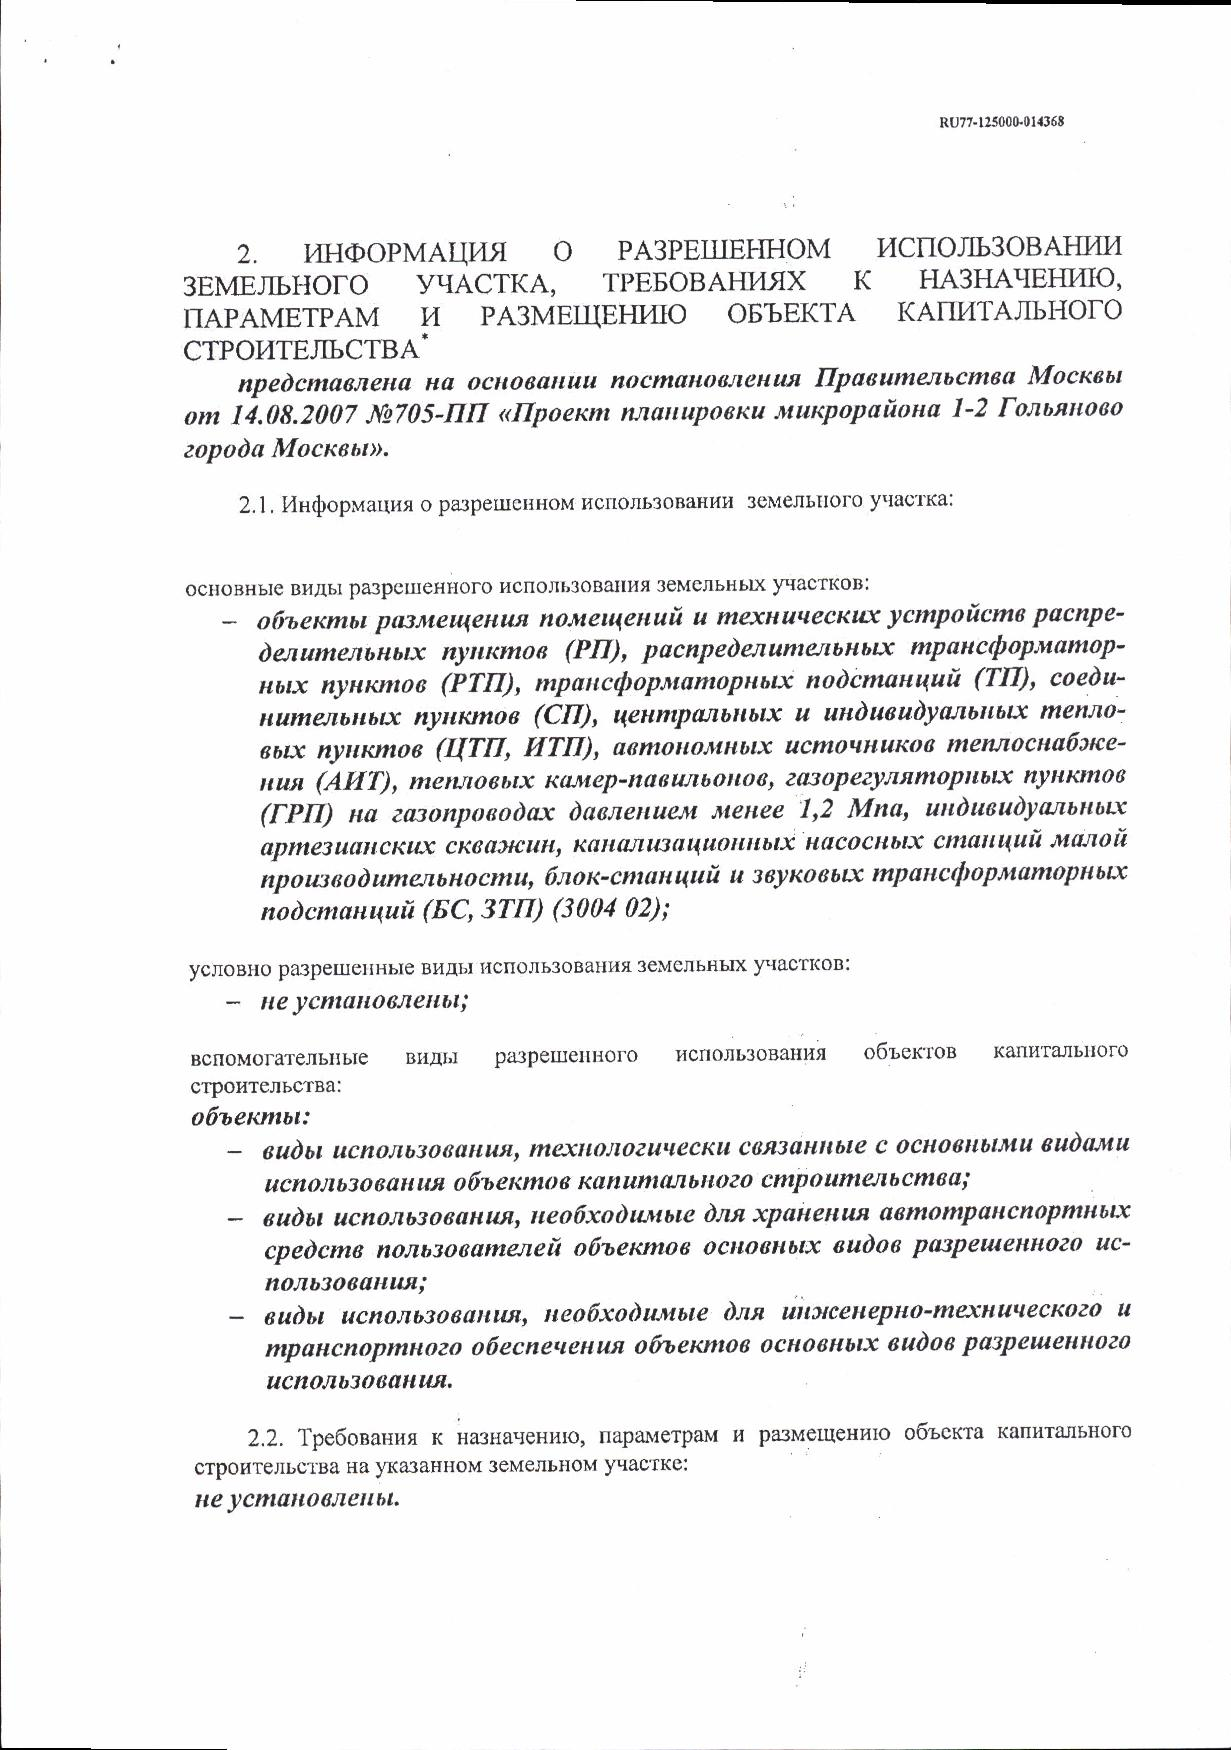 RU77-125000-014368
2. ИНФОРМАЦИЯ О РАЗРЕШЕННОМ ИСПОЛЬЗОВАНИИ
ЗЕМЕЛЬНОГО УЧАСТКА, ТРЕБОВАНИЯХ К НАЗНАЧЕНИЮ,
ПАРАМЕТРАМ И РАЗМЕЩЕНИЮ ОБЪЕКТА КАПИТАЛЬНОГО
СТРОИТЕЛЬСТВА*
представлена на основании постановления Правительства Москвы
от 14.08.2007 №705-ПП «Проект планировки микрорайона 1-2 Гольяново
города Москвы».
2.1. Информация о разрешенном использовании земельного участка:
основные виды разрешенного использования земельных участков:
– объекты размещения помещений и технических устройств распре-
делительных пунктов (РП), распределительных трансформатор-
ных пунктов (РТП), трансформаторных подстанций (ТП), соеди-
нительных пунктов (СП), центральных и индивидуальных тепло-
вых пунктов (ЦТП, ИТП), автономных источников теплоснабже-
ния (АИТ), тепловых камер-павильонов, газорегуляторных пунктов
(ГРП) на газопроводах давлением менее 1,2 Мпа, индивидуальных
артезианских скважин, канализационных насосных станций малой
производительности, блок-станций и звуковых трансформаторных
подстанций (БС, ЗТП) (3004 02);
условно разрешенные виды использования земельных участков:
– не установлены;
вспомогательные виды разрешенного использования объектов капитального
строительства:
объекты:
– виды использования, технологически связанные с основными видами
использования объектов капитального строительства;
– виды использования, необходимые для хранения автотранспортных
средств пользователей объектов основных видов разрешенного ис-
пользования;
– виды использования, необходимые для инженерно-технического и
транспортного обеспечения объектов основных видов разрешенного
использования.
2.2. Требования к назначению, параметрам и размещению объекта капитального
строительства на указанном земельном участке:
не установлены.